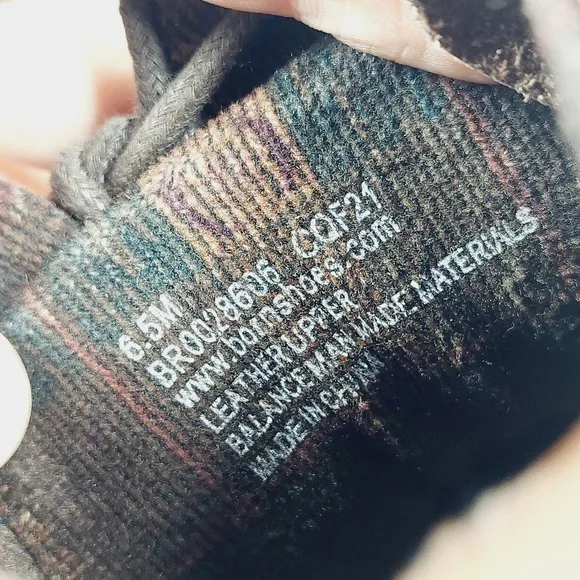 6.5M
BR0028606 COF21
www.bornshoes.com
LEATHER UPPER
BALANCE MAN MADE MATERIALS
MADE IN CHINA